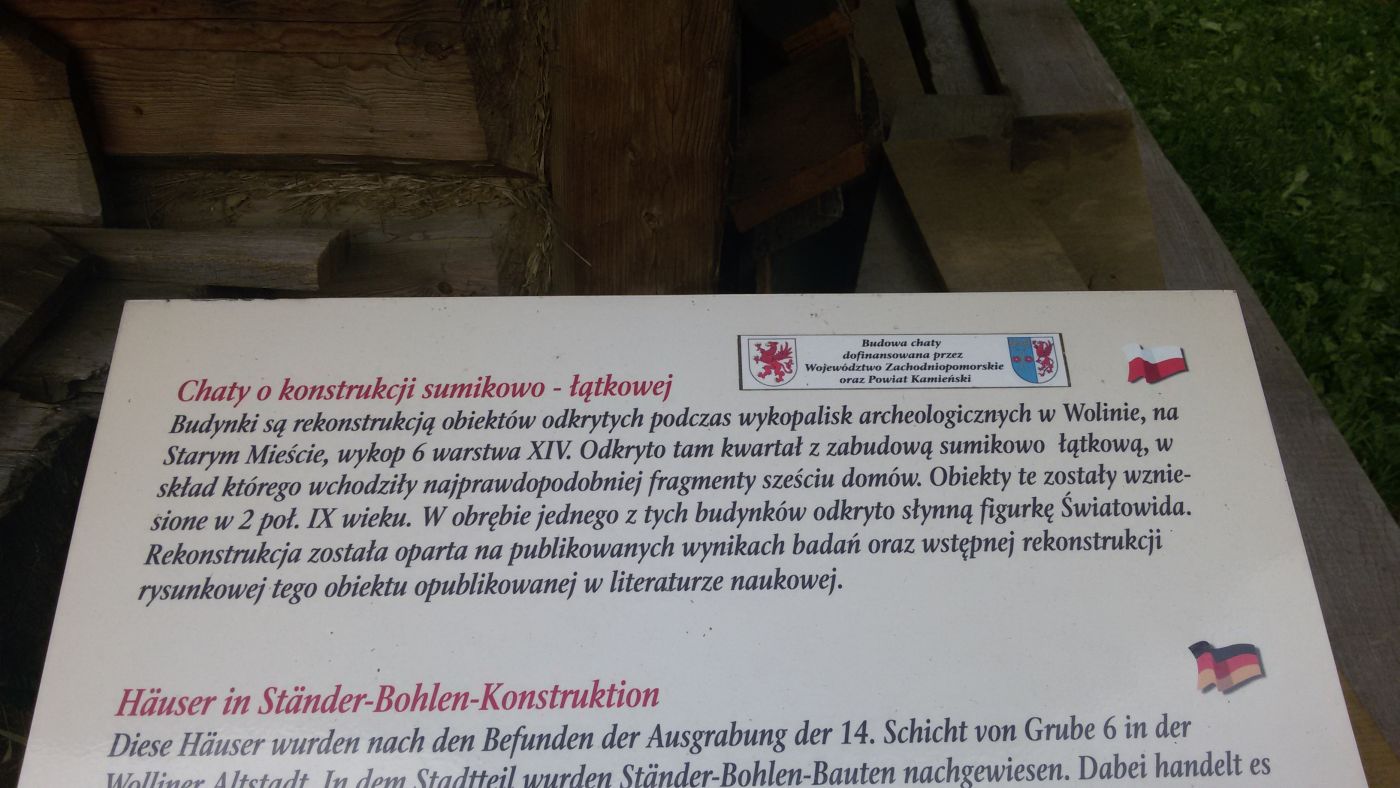 Budowa chaty
dofinansowana przez
Województwo Zachodniopomorskie
oraz Powiat Kamieński
Chaty o konstrukcji sumikowo - łątkowej
Budynki są rekonstrukcją obiektów odkrytych podczas wykopalisk archeologicznych w Wolinie, na
Starym Mieście, wykop 6 warstwa XIV. Odkryto tam kwartał z zabudową sumikowo łątkową, w
skład którego wchodziły najprawdopodobniej fragmenty sześciu domów. Obiekty te zostały wznie-
sione w 2 poł. IX wieku. W obrębie jednego z tych budynków odkryto słynną figurkę Światowida.
Rekonstrukcja została oparta na publikowanych wynikach badań oraz wstępnej rekonstrukcji
rysunkowej tego obiektu opublikowanej w literaturze naukowej.
Häuser in Ständer-Bohlen-Konstruktion
Diese Häuser wurden nach den Befunden der Ausgrabung der 14. Schicht von Grube 6 in der
Wolliner Altstadt. In dem Stadtteil wurden Ständer-Bohlen-Bauten nachgewiesen. Dabei handelt es